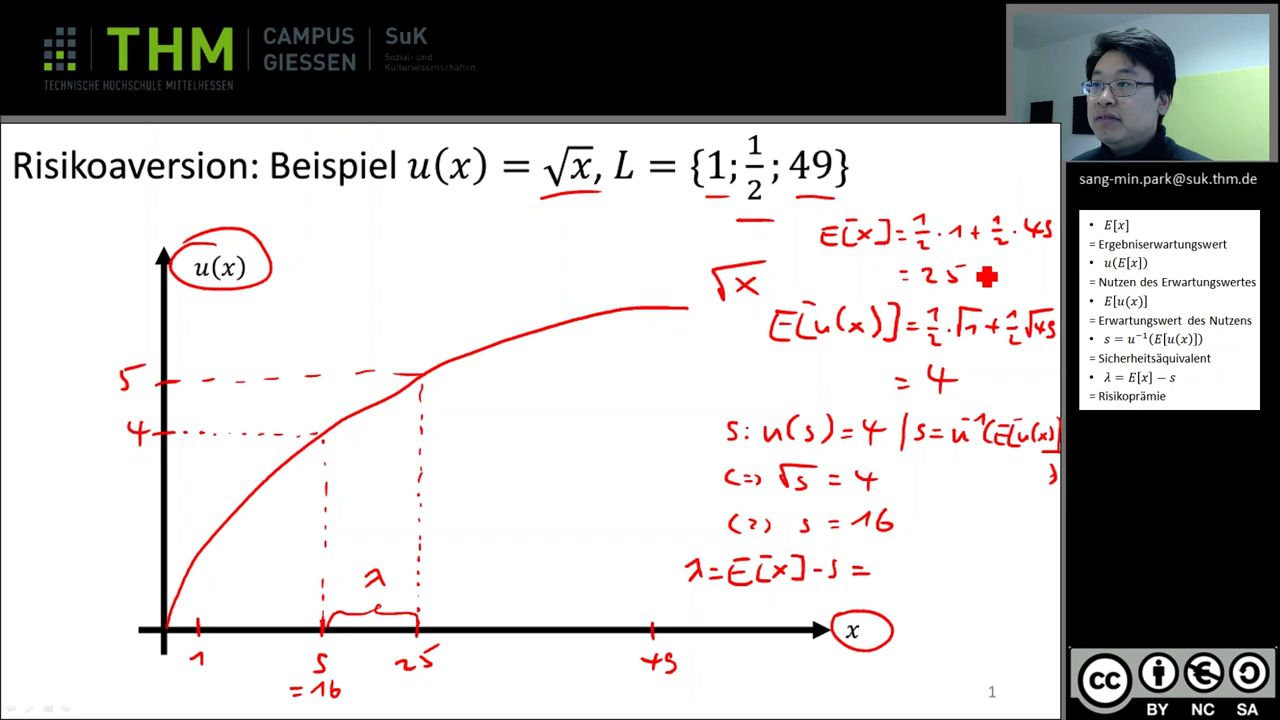 THM
CAMPUS
GIESSEN
SuK
Sozial- und
Kulturwissenschaften
TECHNISCHE HOCHSCHULE MITTELHESSEN
Risikoaversion: Beispiel u(x) = √x, L = {1; 1/2; 49}
u(x)
√x
5
4
λ
1
s
= 16
25
49
x
E[x] = 1/2 · 1 + 1/2 · 49
= 25
E[u(x)] = 1/2 · √1 + 1/2 √49
= 4
s: u(s) = 4 / s = u⁻¹(E[u(x)]
)
<=> √s = 4
<=> s = 16
λ = E[x] - s =
1
sang-min.park@suk.thm.de
• E[x]
= Ergebniserwartungswert
• u(E[x])
= Nutzen des Erwartungswertes
• E[u(x)]
= Erwartungswert des Nutzens
• s = u⁻¹(E[u(x)])
= Sicherheitsäquivalent
• λ = E[x] − s
= Risikoprämie
CC
BY NC SA